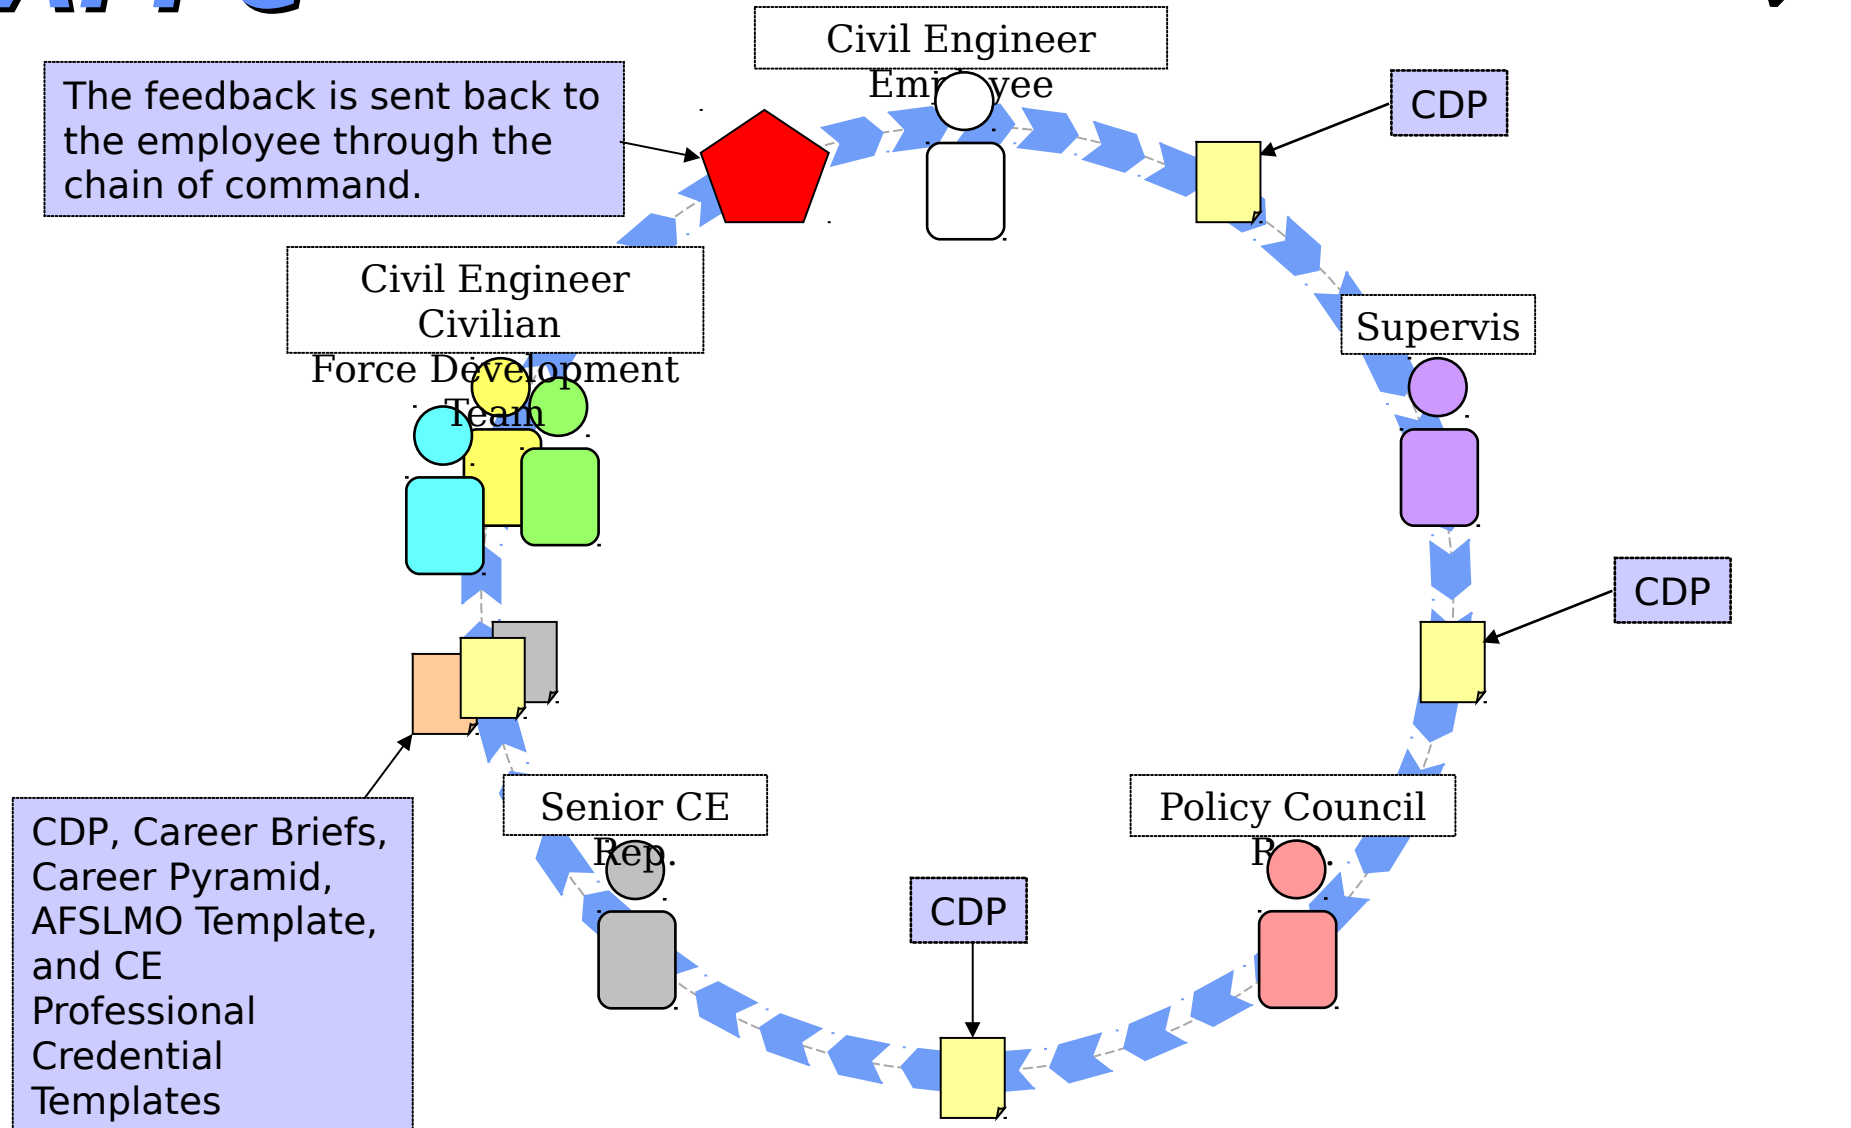 Civil Engineer
Employee
The feedback is sent back to
the employee through the
chain of command.
CDP
Civil Engineer
Civilian
Force Development
Team
Supervis
CDP
Senior CE
Rep.
Policy Council
CDP
CDP, Career Briefs,
Career Pyramid,
AFSLMO Template,
and CE
Professional
Credential
Templates